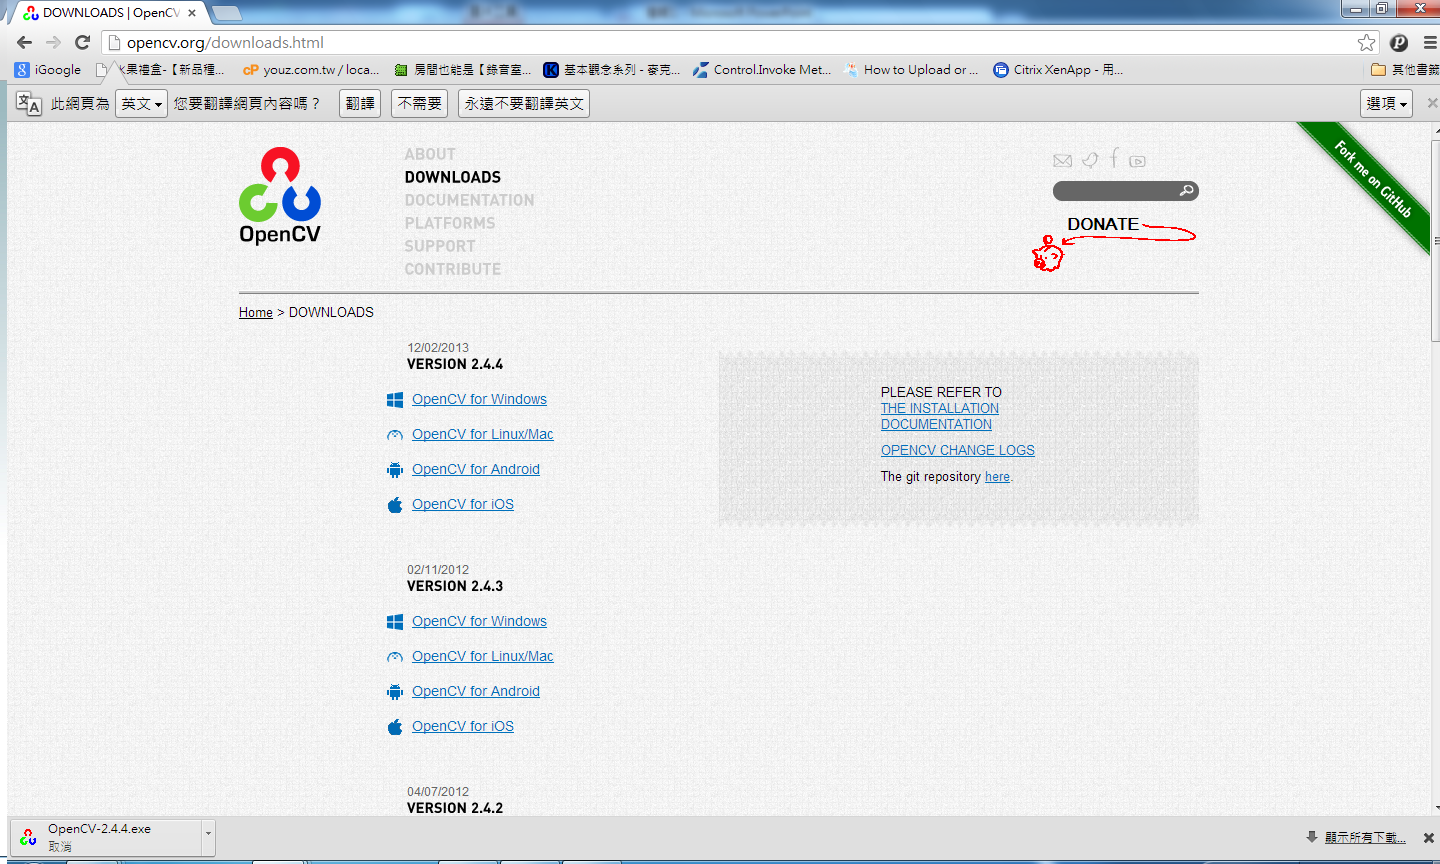 DOWNLOADS | OpenCV
opencv.org/downloads.html
iGoogle
水果禮盒-【新品種...
cP youz.com.tw / loca...
房間也能是【錄音室...
K 基本觀念系列 - 麥克...
Control.Invoke Met...
How to Upload or ...
Citrix XenApp - 用...
其他書籤
此網頁為 英文 您要翻譯網頁內容嗎？ 翻譯 不需要 永遠不要翻譯英文 選項
OpenCV
ABOUT
DOWNLOADS
DOCUMENTATION
PLATFORMS
SUPPORT
CONTRIBUTE
DONATE
Fork me on GitHub
Home > DOWNLOADS
12/02/2013
VERSION 2.4.4
OpenCV for Windows
OpenCV for Linux/Mac
OpenCV for Android
OpenCV for iOS
PLEASE REFER TO
THE INSTALLATION
DOCUMENTATION
OPENCV CHANGE LOGS
The git repository here.
02/11/2012
VERSION 2.4.3
OpenCV for Windows
OpenCV for Linux/Mac
OpenCV for Android
OpenCV for iOS
04/07/2012
VERSION 2.4.2
OpenCV-2.4.4.exe
取消
顯示所有下載...